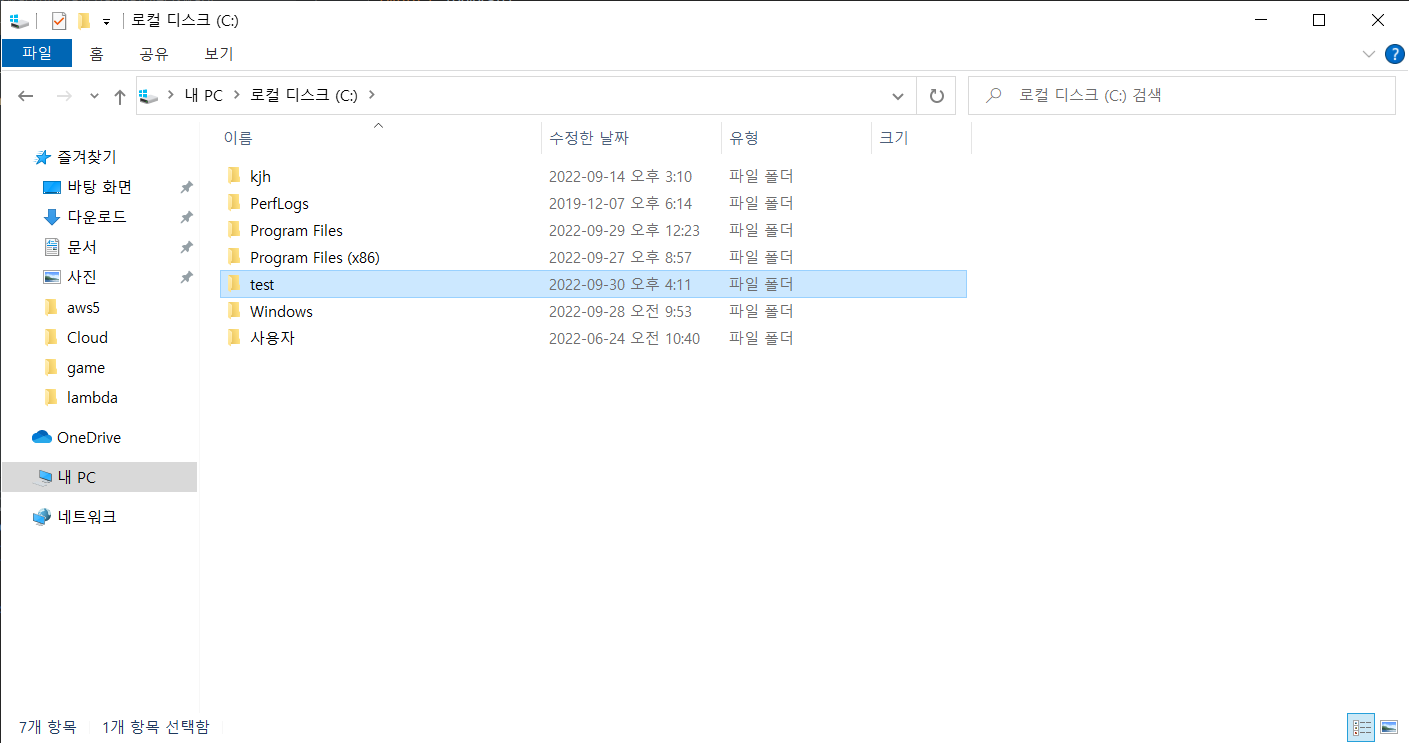 로컬 디스크 (C:)
파일 홈 공유 보기
내 PC 로컬 디스크 (C:) 로컬 디스크 (C:) 검색
즐겨찾기
바탕 화면
다운로드
문서
사진
aws5
Cloud
game
lambda
OneDrive
내 PC
네트워크
이름 수정한 날짜 유형 크기
kjh 2022-09-14 오후 3:10 파일 폴더
PerfLogs 2019-12-07 오후 6:14 파일 폴더
Program Files 2022-09-29 오후 12:23 파일 폴더
Program Files (x86) 2022-09-27 오후 8:57 파일 폴더
test 2022-09-30 오후 4:11 파일 폴더
Windows 2022-09-28 오전 9:53 파일 폴더
사용자 2022-06-24 오전 10:40 파일 폴더
7개 항목 1개 항목 선택함